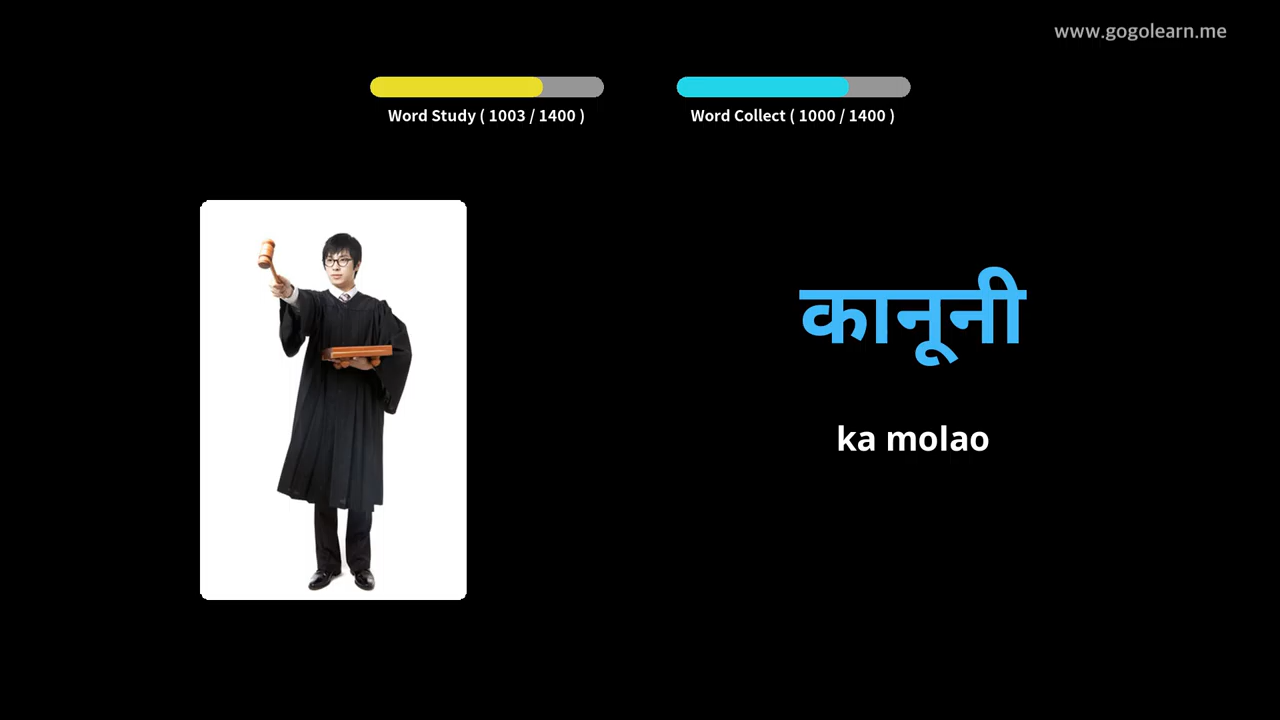 www.gogolearn.me
Word Study ( 1003 / 1400 )
Word Collect ( 1000 / 1400 )
कानूनी
ka molao